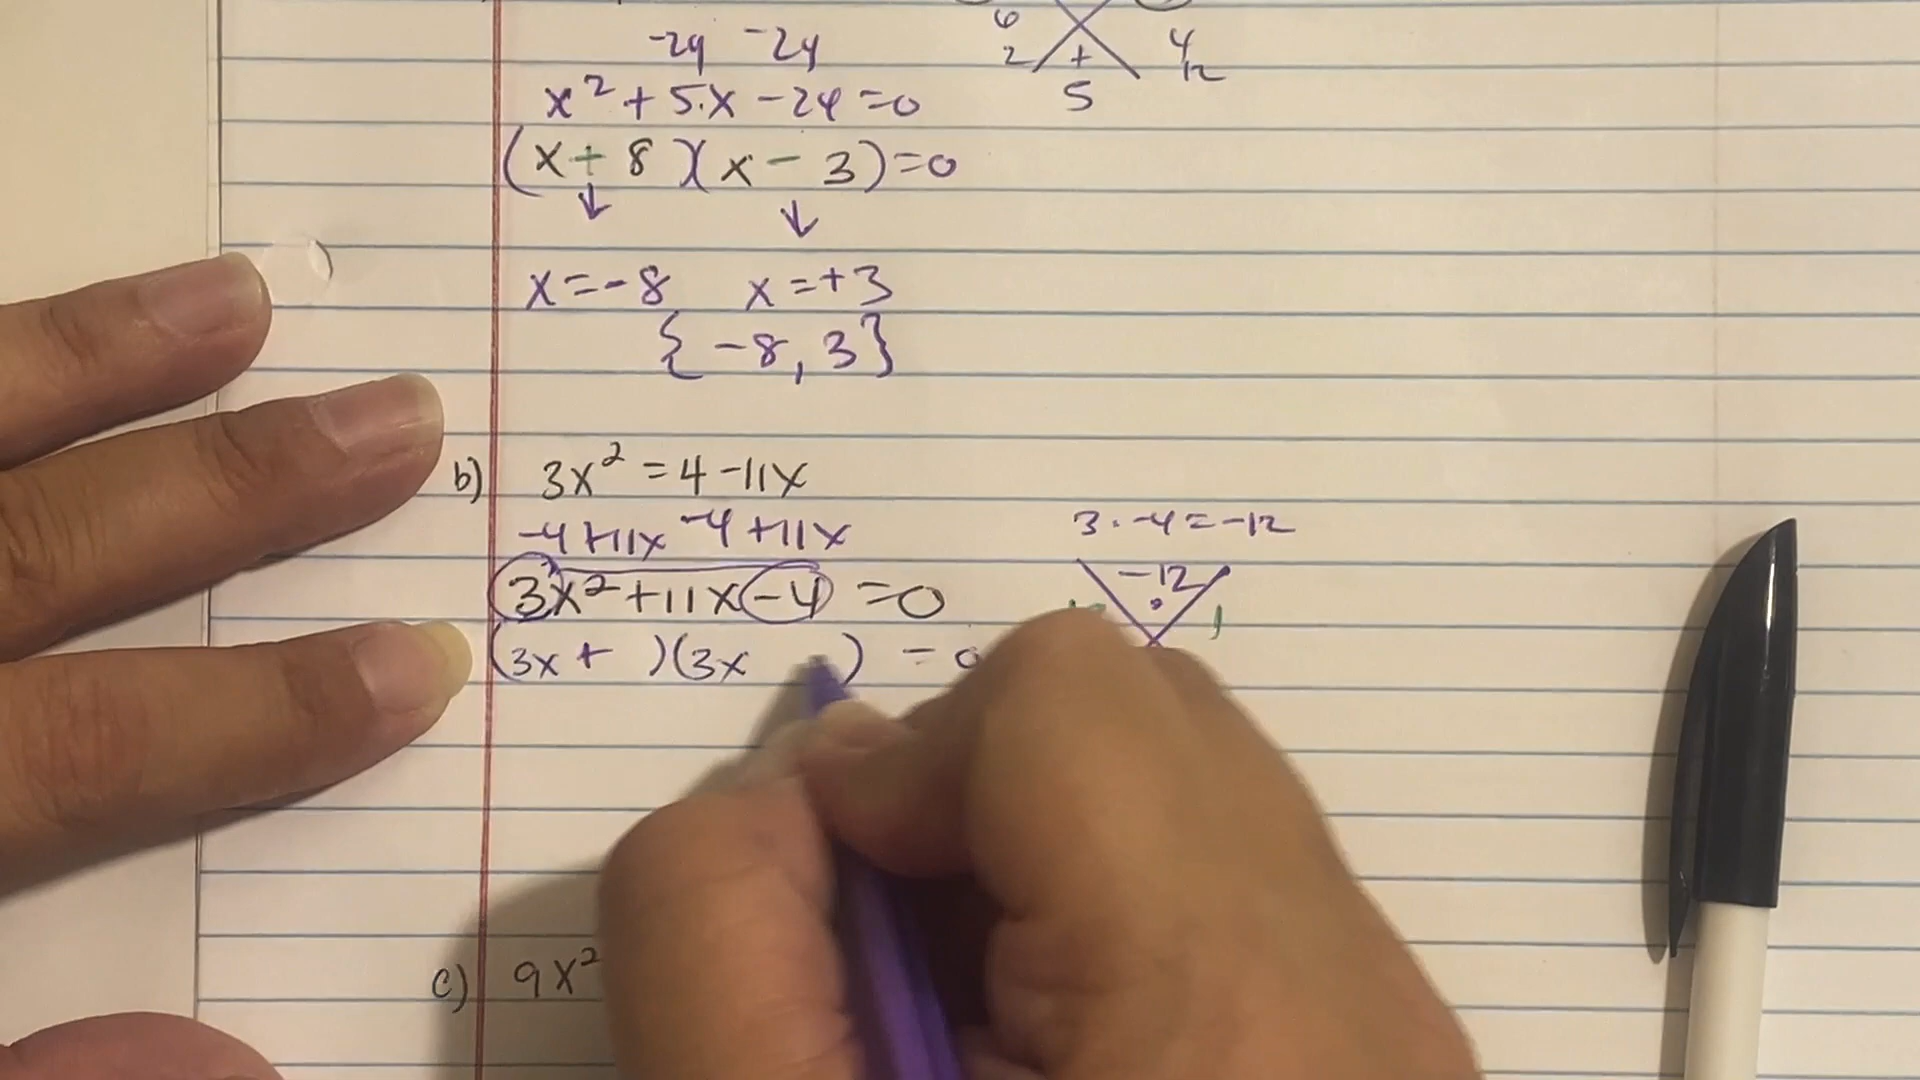 6
2 + 4
12
5
-24 -24
x² + 5·x - 24 = 0
(x + 8)(x - 3) = 0
↓ ↓
x = -8 x = +3
{-8, 3}
b) 3x² = 4 - 11x
-4 + 11x -4 + 11x
3x² + 11x - 4 = 0
3 · -4 = -12
-12
1
(3x + )(3x ) = 0
c) 9x²